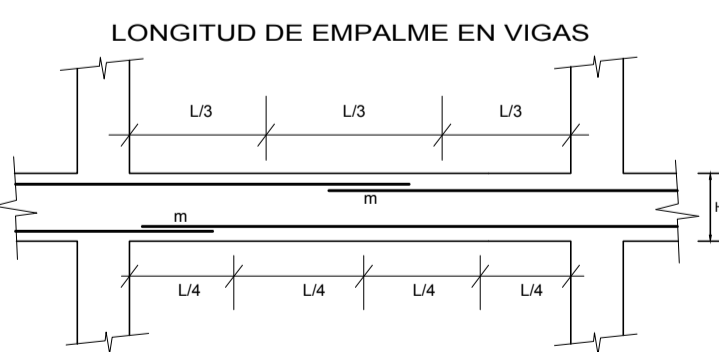 LONGITUD DE EMPALME EN VIGAS
L/3 L/3 L/3
m
m
H
L/4 L/4 L/4 L/4